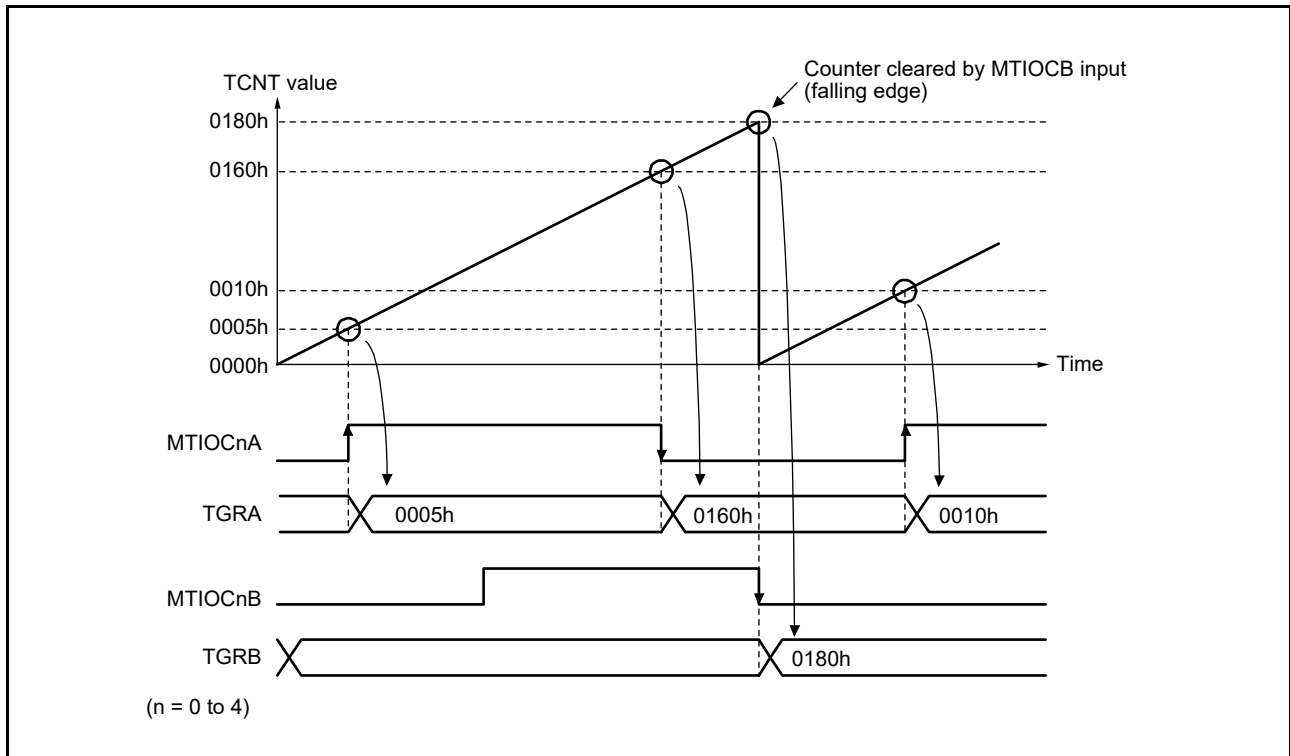 TCNT value
Counter cleared by MTIOCB input
(falling edge)
0180h
0160h
0010h
0005h
0000h
Time
MTIOCnA
TGRA
0005h
0160h
0010h
MTIOCnB
TGRB
0180h
(n = 0 to 4)